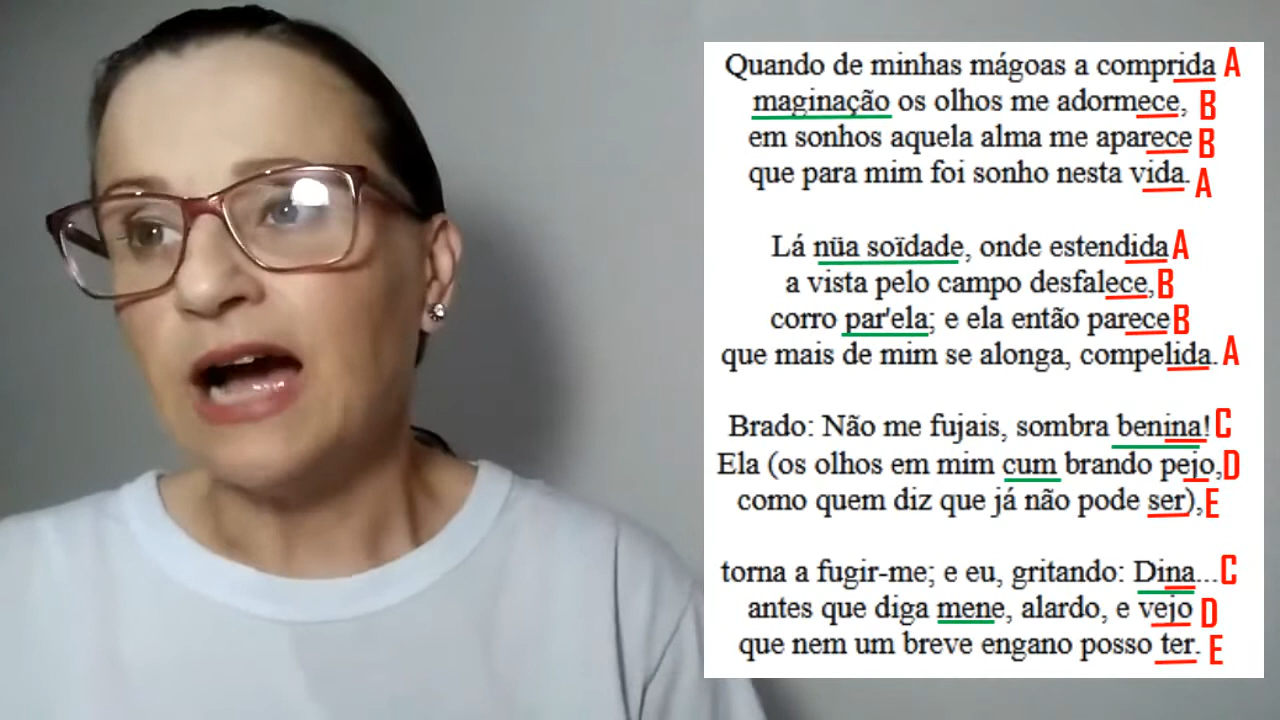 Quando de minhas mágoas a comprida A
maginação os olhos me adormece, B
em sonhos aquela alma me aparece B
que para mim foi sonho nesta vida. A
Lá nüa soïdade, onde estendida A
a vista pelo campo desfalece, B
corro par'ela; e ela então parece B
que mais de mim se alonga, compelida. A
Brado: Não me fujais, sombra benina! C
Ela (os olhos em mim cum brando pejo, D
como quem diz que já não pode ser), E
torna a fugir-me; e eu, gritando: Dina... C
antes que diga mene, alardo, e vejo D
que nem um breve engano posso ter. E